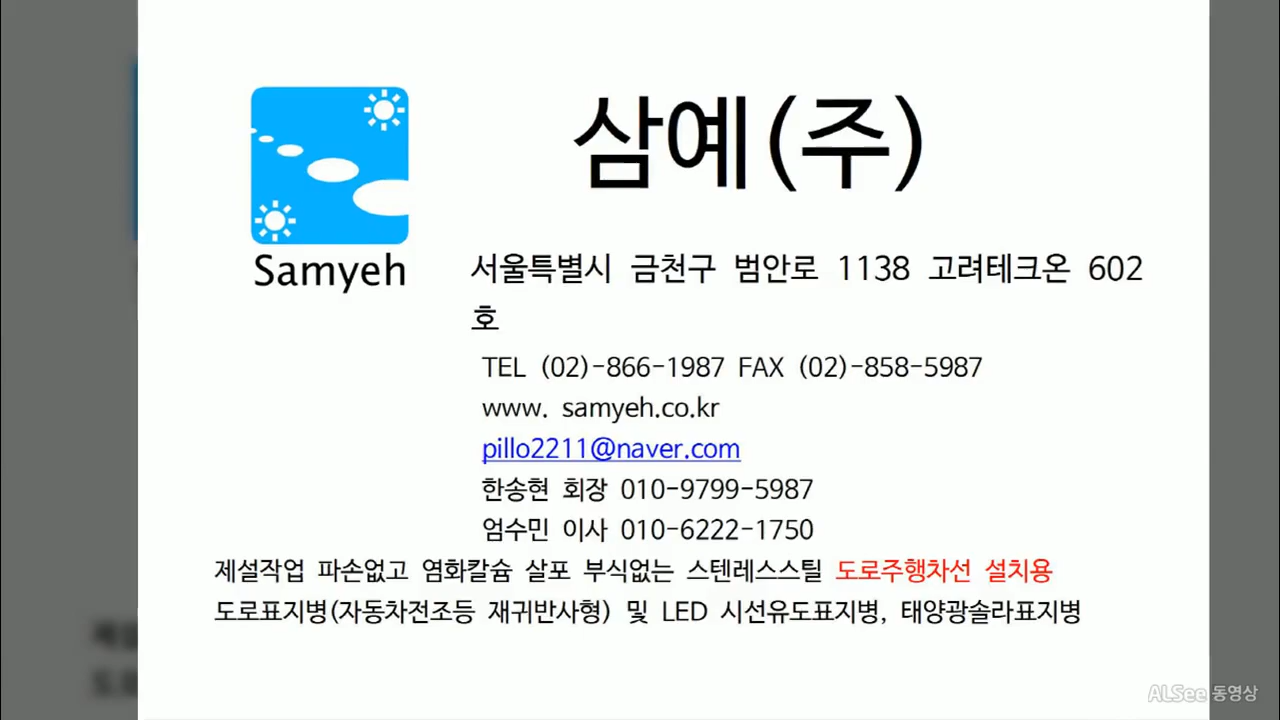 삼예(주)
Samyeh
서울특별시 금천구 범안로 1138 고려테크온 602
호
TEL (02)-866-1987 FAX (02)-858-5987
www. samyeh.co.kr
pillo2211@naver.com
한송현 회장 010-9799-5987
엄수민 이사 010-6222-1750
제설작업 파손없고 염화칼슘 살포 부식없는 스텐레스스틸 도로주행차선 설치용
도로표지병(자동차전조등 재귀반사형) 및 LED 시선유도표지병, 태양광솔라표지병
ALSee 동영상